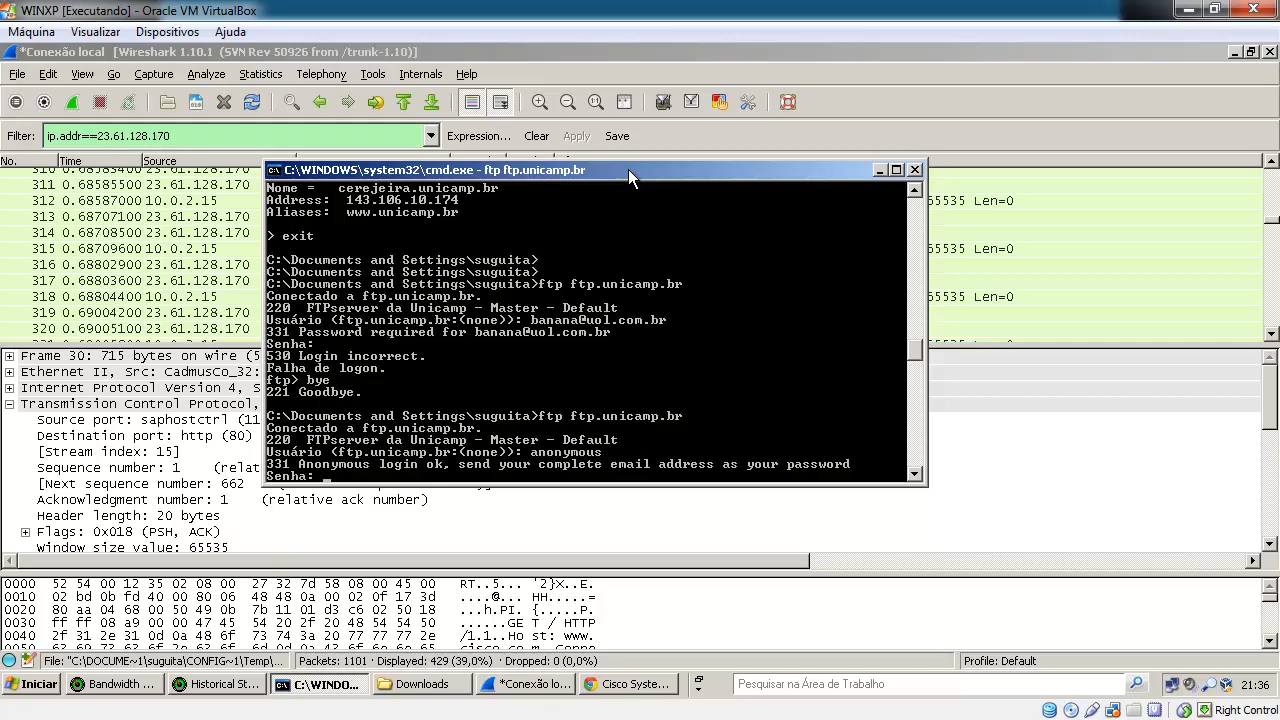 WINXP [Executando] - Oracle VM VirtualBox
Máquina Visualizar Dispositivos Ajuda
*Conexão local [Wireshark 1.10.1 (SVN Rev 50926 from /trunk-1.10)]
File Edit View Go Capture Analyze Statistics Telephony Tools Internals Help
Filter: ip.addr==23.61.128.170 Expression... Clear Apply Save
No. Time Source
C:\WINDOWS\system32\cmd.exe - ftp ftp.unicamp.br
310 0.68585400 23.61.128.170
311 0.68585500 23.61.128.170
312 0.68587000 10.0.2.15 65535 Len=0
313 0.68707100 23.61.128.170
314 0.68708500 10.0.2.15 65535 Len=0
315 0.68709600 10.0.2.15 65535 Len=0
316 0.68802900 23.61.128.170
317 0.68803600 23.61.128.170
318 0.68804400 10.0.2.15 65535 Len=0
319 0.69004000 23.61.128.170
320 0.69005100 23.61.128.170
Nome = cerejeira.unicamp.br
Address: 143.106.10.174
Aliases: www.unicamp.br
> exit
C:\Documents and Settings\suguita>
C:\Documents and Settings\suguita>
C:\Documents and Settings\suguita>ftp ftp.unicamp.br
Conectado a ftp.unicamp.br.
220 FTPserver da Unicamp - Master - Default
Usuário (ftp.unicamp.br:(none)): banana@uol.com.br
331 Password required for banana@uol.com.br
Senha:
530 Login incorrect.
Falha de logon.
ftp> bye
221 Goodbye.
C:\Documents and Settings\suguita>ftp ftp.unicamp.br
Conectado a ftp.unicamp.br.
220 FTPserver da Unicamp - Master - Default
Usuário (ftp.unicamp.br:(none)): anonymous
331 Anonymous login ok, send your complete email address as your password
Senha: _
Frame 30: 715 bytes on wire (5
Ethernet II, Src: CadmusCo_32:
Internet Protocol Version 4, S
Transmission Control Protocol,
Source port: saphostctrl (11
Destination port: http (80)
[Stream index: 15]
Sequence number: 1 (relat
[Next sequence number: 662
Acknowledgment number: 1 (relative ack number)
Header length: 20 bytes
Flags: 0x018 (PSH, ACK)
Window size value: 65535
0000 52 54 00 12 35 02 08 00 27 32 7d 58 08 00 45 00 RT..5... '2}X..E.
0010 02 bd 0b fd 40 00 80 06 48 48 0a 00 02 0f 17 3d ....@... HH.....=
0020 80 aa 04 68 00 50 49 0b 7b 11 01 d3 c6 02 50 18 ...h.PI. {.....P.
0030 ff ff 08 a9 00 00 47 45 54 20 2f 20 48 54 54 50 ......GE T / HTTP
0040 2f 31 2e 31 0d 0a 48 6f 73 74 3a 20 77 77 77 2e /1.1..Ho st: www.
File: "C:\DOCUME~1\suguita\CONFIG~1\Temp\... Packets: 1101 · Displayed: 429 (39,0%) · Dropped: 0 (0,0%) Profile: Default
Iniciar Bandwidth ... Historical St... C:\WINDO... Downloads *Conexão lo... Cisco Syste... Pesquisar na Área de Trabalho 21:36
Right Control